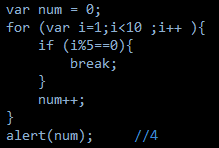 var num = 0;
for (var i=1;i<10 ;i++ ){
    if (i%5==0){
        break;
    }
    num++;
}
alert(num);     //4